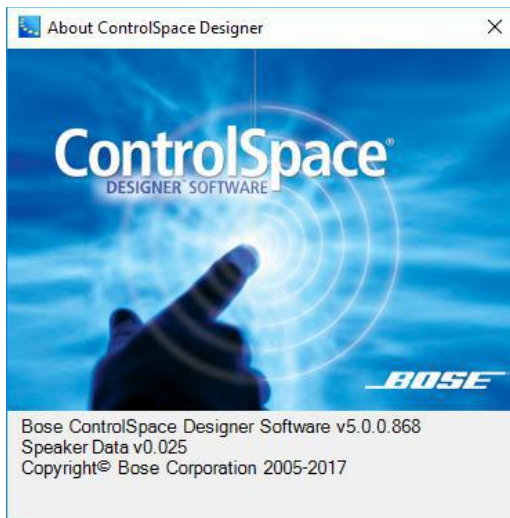 About ControlSpace Designer
ControlSpace®
DESIGNER™ SOFTWARE
BOSE
Bose ControlSpace Designer Software v5.0.0.868
Speaker Data v0.025
Copyright© Bose Corporation 2005-2017